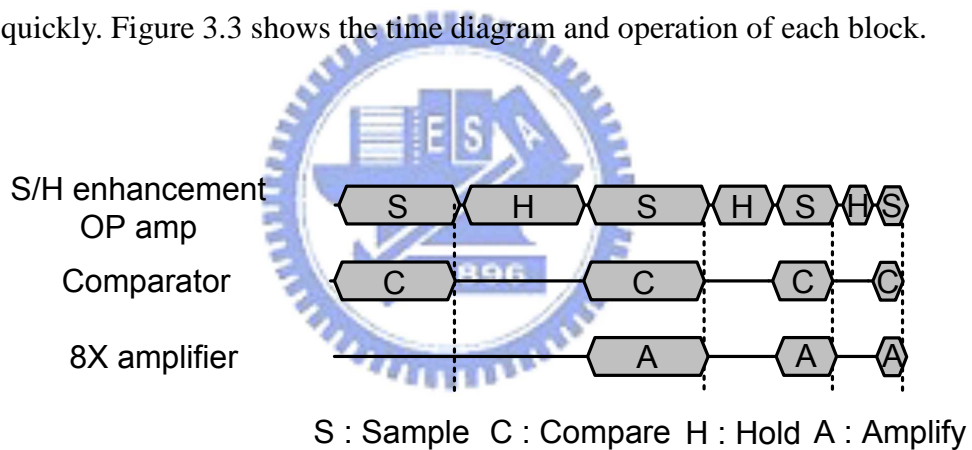 quickly. Figure 3.3 shows the time diagram and operation of each block.
E S A
S/H enhancement
OP amp
S H S H S H S
Comparator
C C C C
896
8X amplifier
A A A
S : Sample C : Compare H : Hold A : Amplify